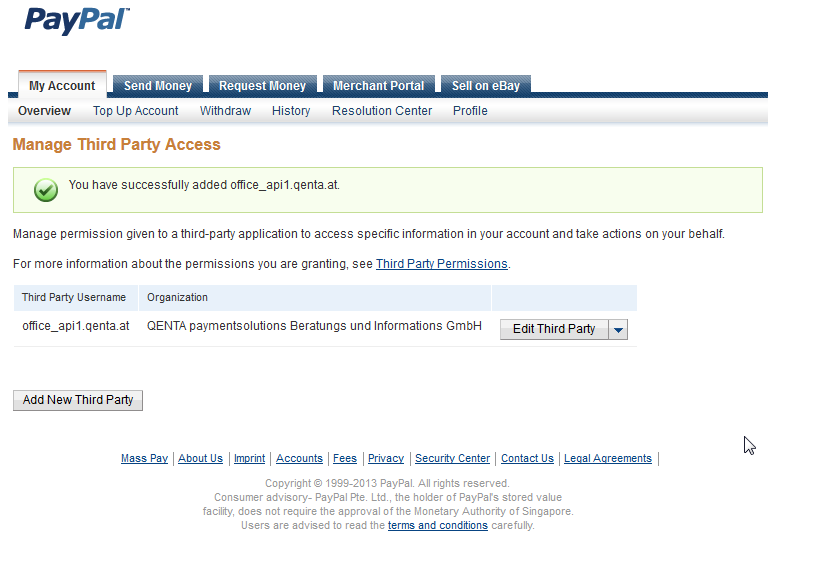 PayPal™
My Account Send Money Request Money Merchant Portal Sell on eBay
Overview Top Up Account Withdraw History Resolution Center Profile
Manage Third Party Access
You have successfully added office_api1.qenta.at.
Manage permission given to a third-party application to access specific information in your account and take actions on your behalf.
For more information about the permissions you are granting, see Third Party Permissions.
Third Party Username Organization
office_api1.qenta.at QENTA paymentsolutions Beratungs und Informations GmbH Edit Third Party
Add New Third Party
Mass Pay | About Us | Imprint | Accounts | Fees | Privacy | Security Center | Contact Us | Legal Agreements |
Copyright © 1999-2013 PayPal. All rights reserved.
Consumer advisory- PayPal Pte. Ltd., the holder of PayPal's stored value
facility, does not require the approval of the Monetary Authority of Singapore.
Users are advised to read the terms and conditions carefully.